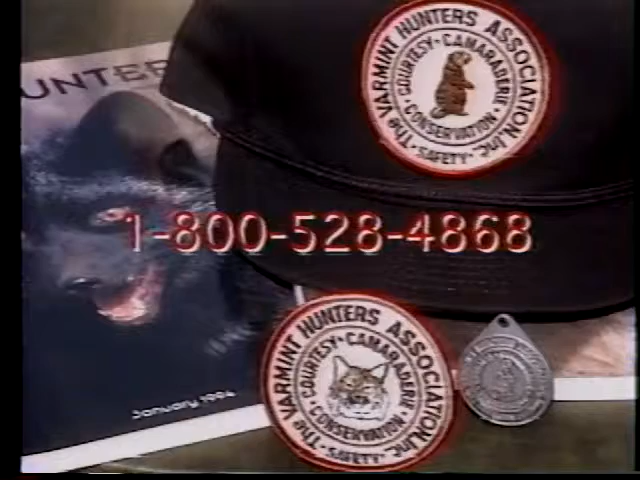 UNTER
The VARMINT HUNTERS ASSOCIATION, Inc.
COURTESY · CAMARADERIE
CONSERVATION
SAFETY
1-800-528-4868
January 1994
The VARMINT HUNTERS ASSOCIATION, Inc.
COURTESY · CAMARADERIE
CONSERVATION
SAFETY